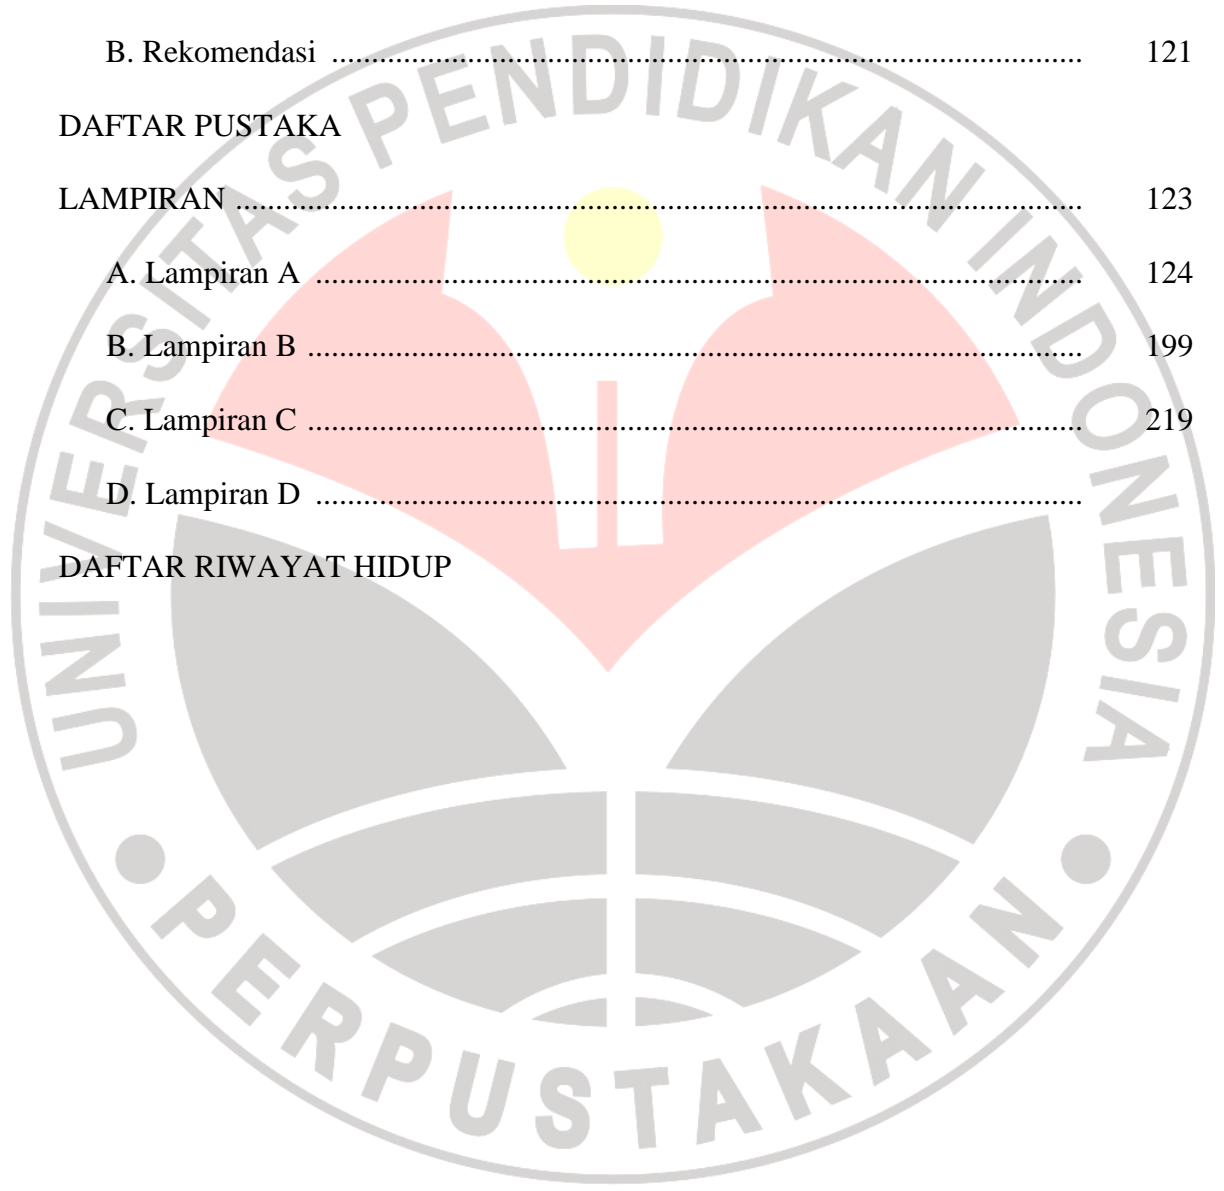 B. Rekomendasi ........................................................................................... 121
DAFTAR PUSTAKA
LAMPIRAN ....................................................................................................... 123
A. Lampiran A ............................................................................................. 124
B. Lampiran B .............................................................................................. 199
C. Lampiran C .............................................................................................. 219
D. Lampiran D .............................................................................................
DAFTAR RIWAYAT HIDUP
UNIVERSITAS PENDIDIKAN INDONESIA
PERPUSTAKAAN